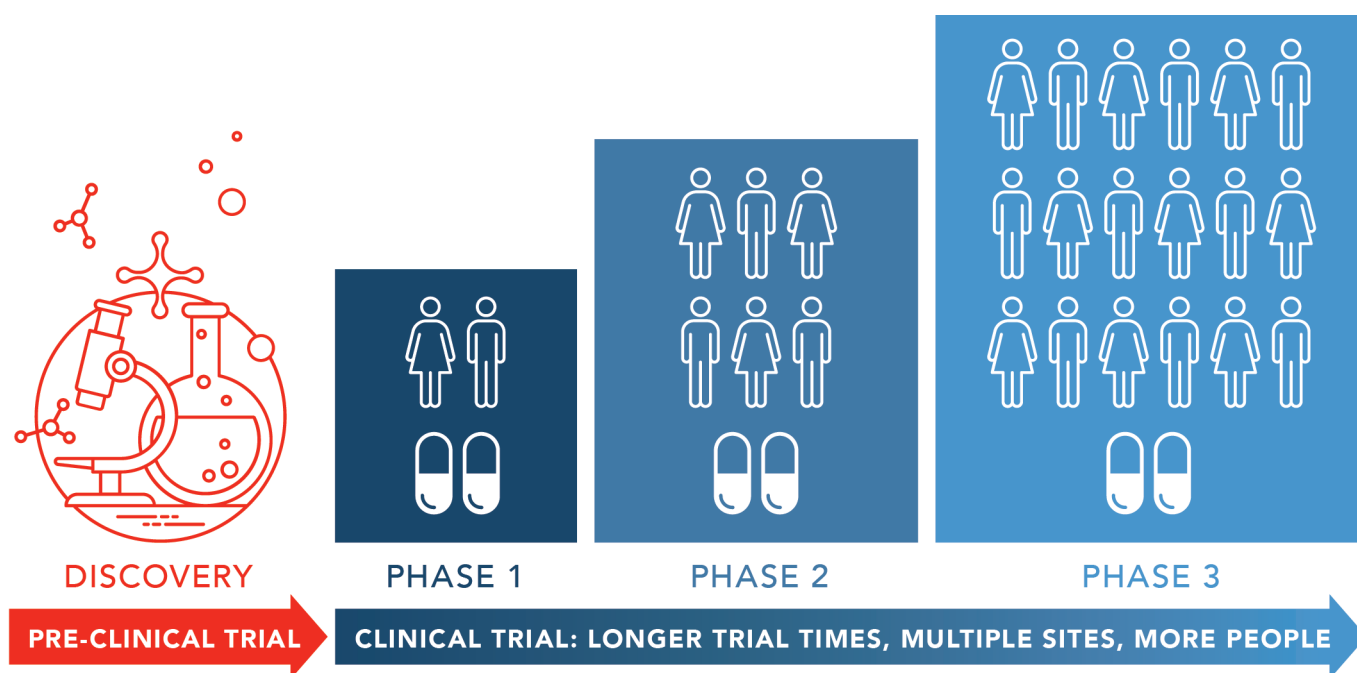 DISCOVERY
PHASE 1
PHASE 2
PHASE 3
PRE-CLINICAL TRIAL
CLINICAL TRIAL: LONGER TRIAL TIMES, MULTIPLE SITES, MORE PEOPLE